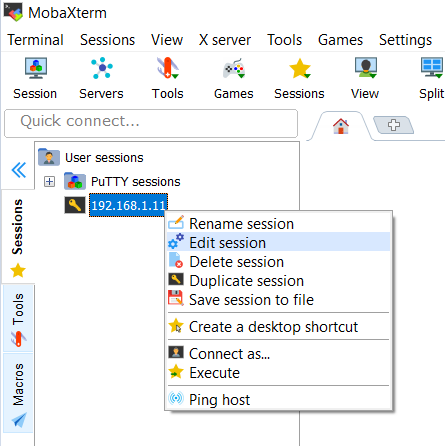 MobaXterm
Terminal Sessions View X server Tools Games Settings
Session Servers Tools Games Sessions View Split
Quick connect...
User sessions
PuTTY sessions
192.168.1.11
Rename session
Edit session
Delete session
Duplicate session
Save session to file
Create a desktop shortcut
Connect as...
Execute
Ping host
Sessions
Tools
Macros